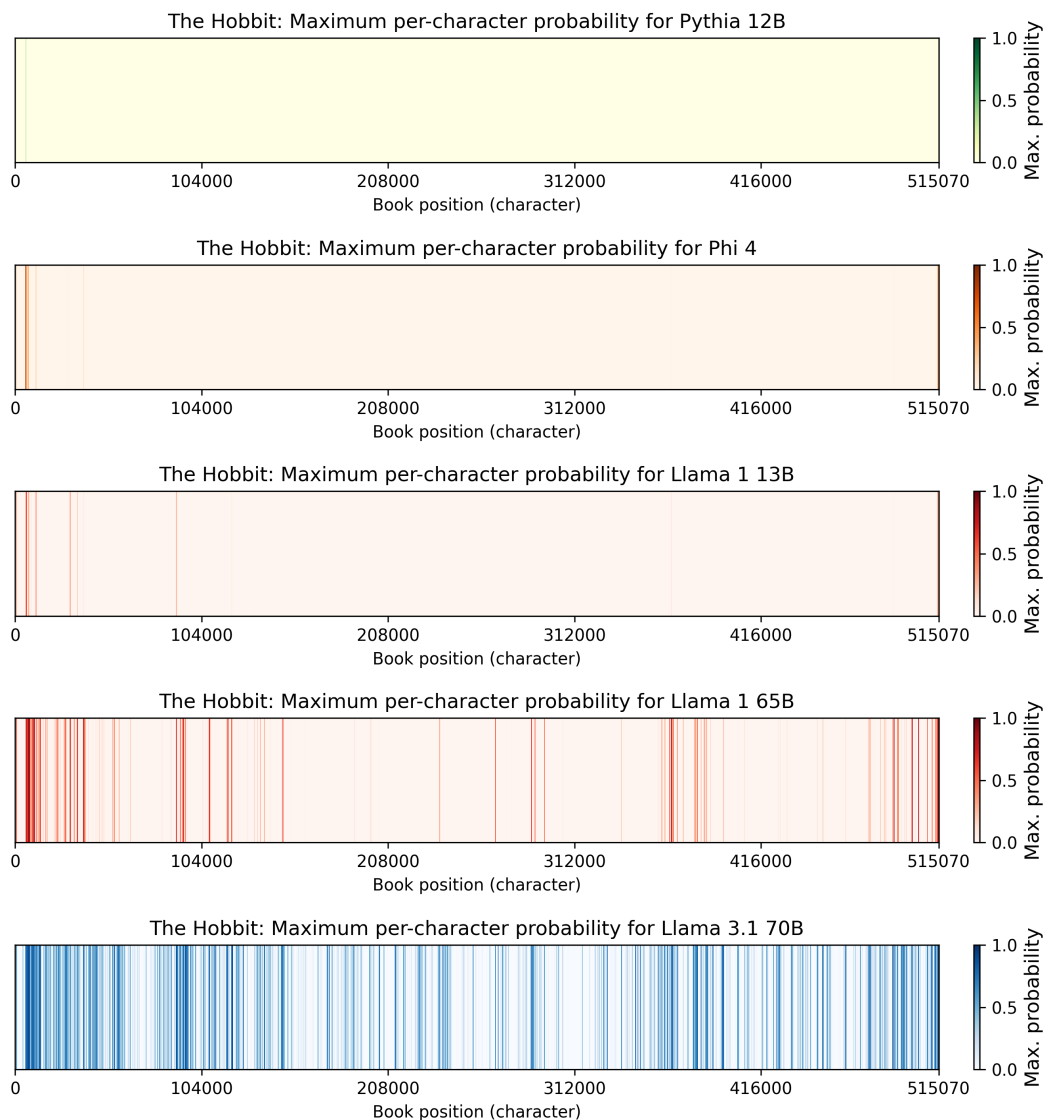 The Hobbit: Maximum per-character probability for Pythia 12B
1.0
0.5
0.0
Max. probability
0 104000 208000 312000 416000 515070
Book position (character)
The Hobbit: Maximum per-character probability for Phi 4
1.0
0.5
0.0
Max. probability
0 104000 208000 312000 416000 515070
Book position (character)
The Hobbit: Maximum per-character probability for Llama 1 13B
1.0
0.5
0.0
Max. probability
0 104000 208000 312000 416000 515070
Book position (character)
The Hobbit: Maximum per-character probability for Llama 1 65B
1.0
0.5
0.0
Max. probability
0 104000 208000 312000 416000 515070
Book position (character)
The Hobbit: Maximum per-character probability for Llama 3.1 70B
1.0
0.5
0.0
Max. probability
0 104000 208000 312000 416000 515070
Book position (character)